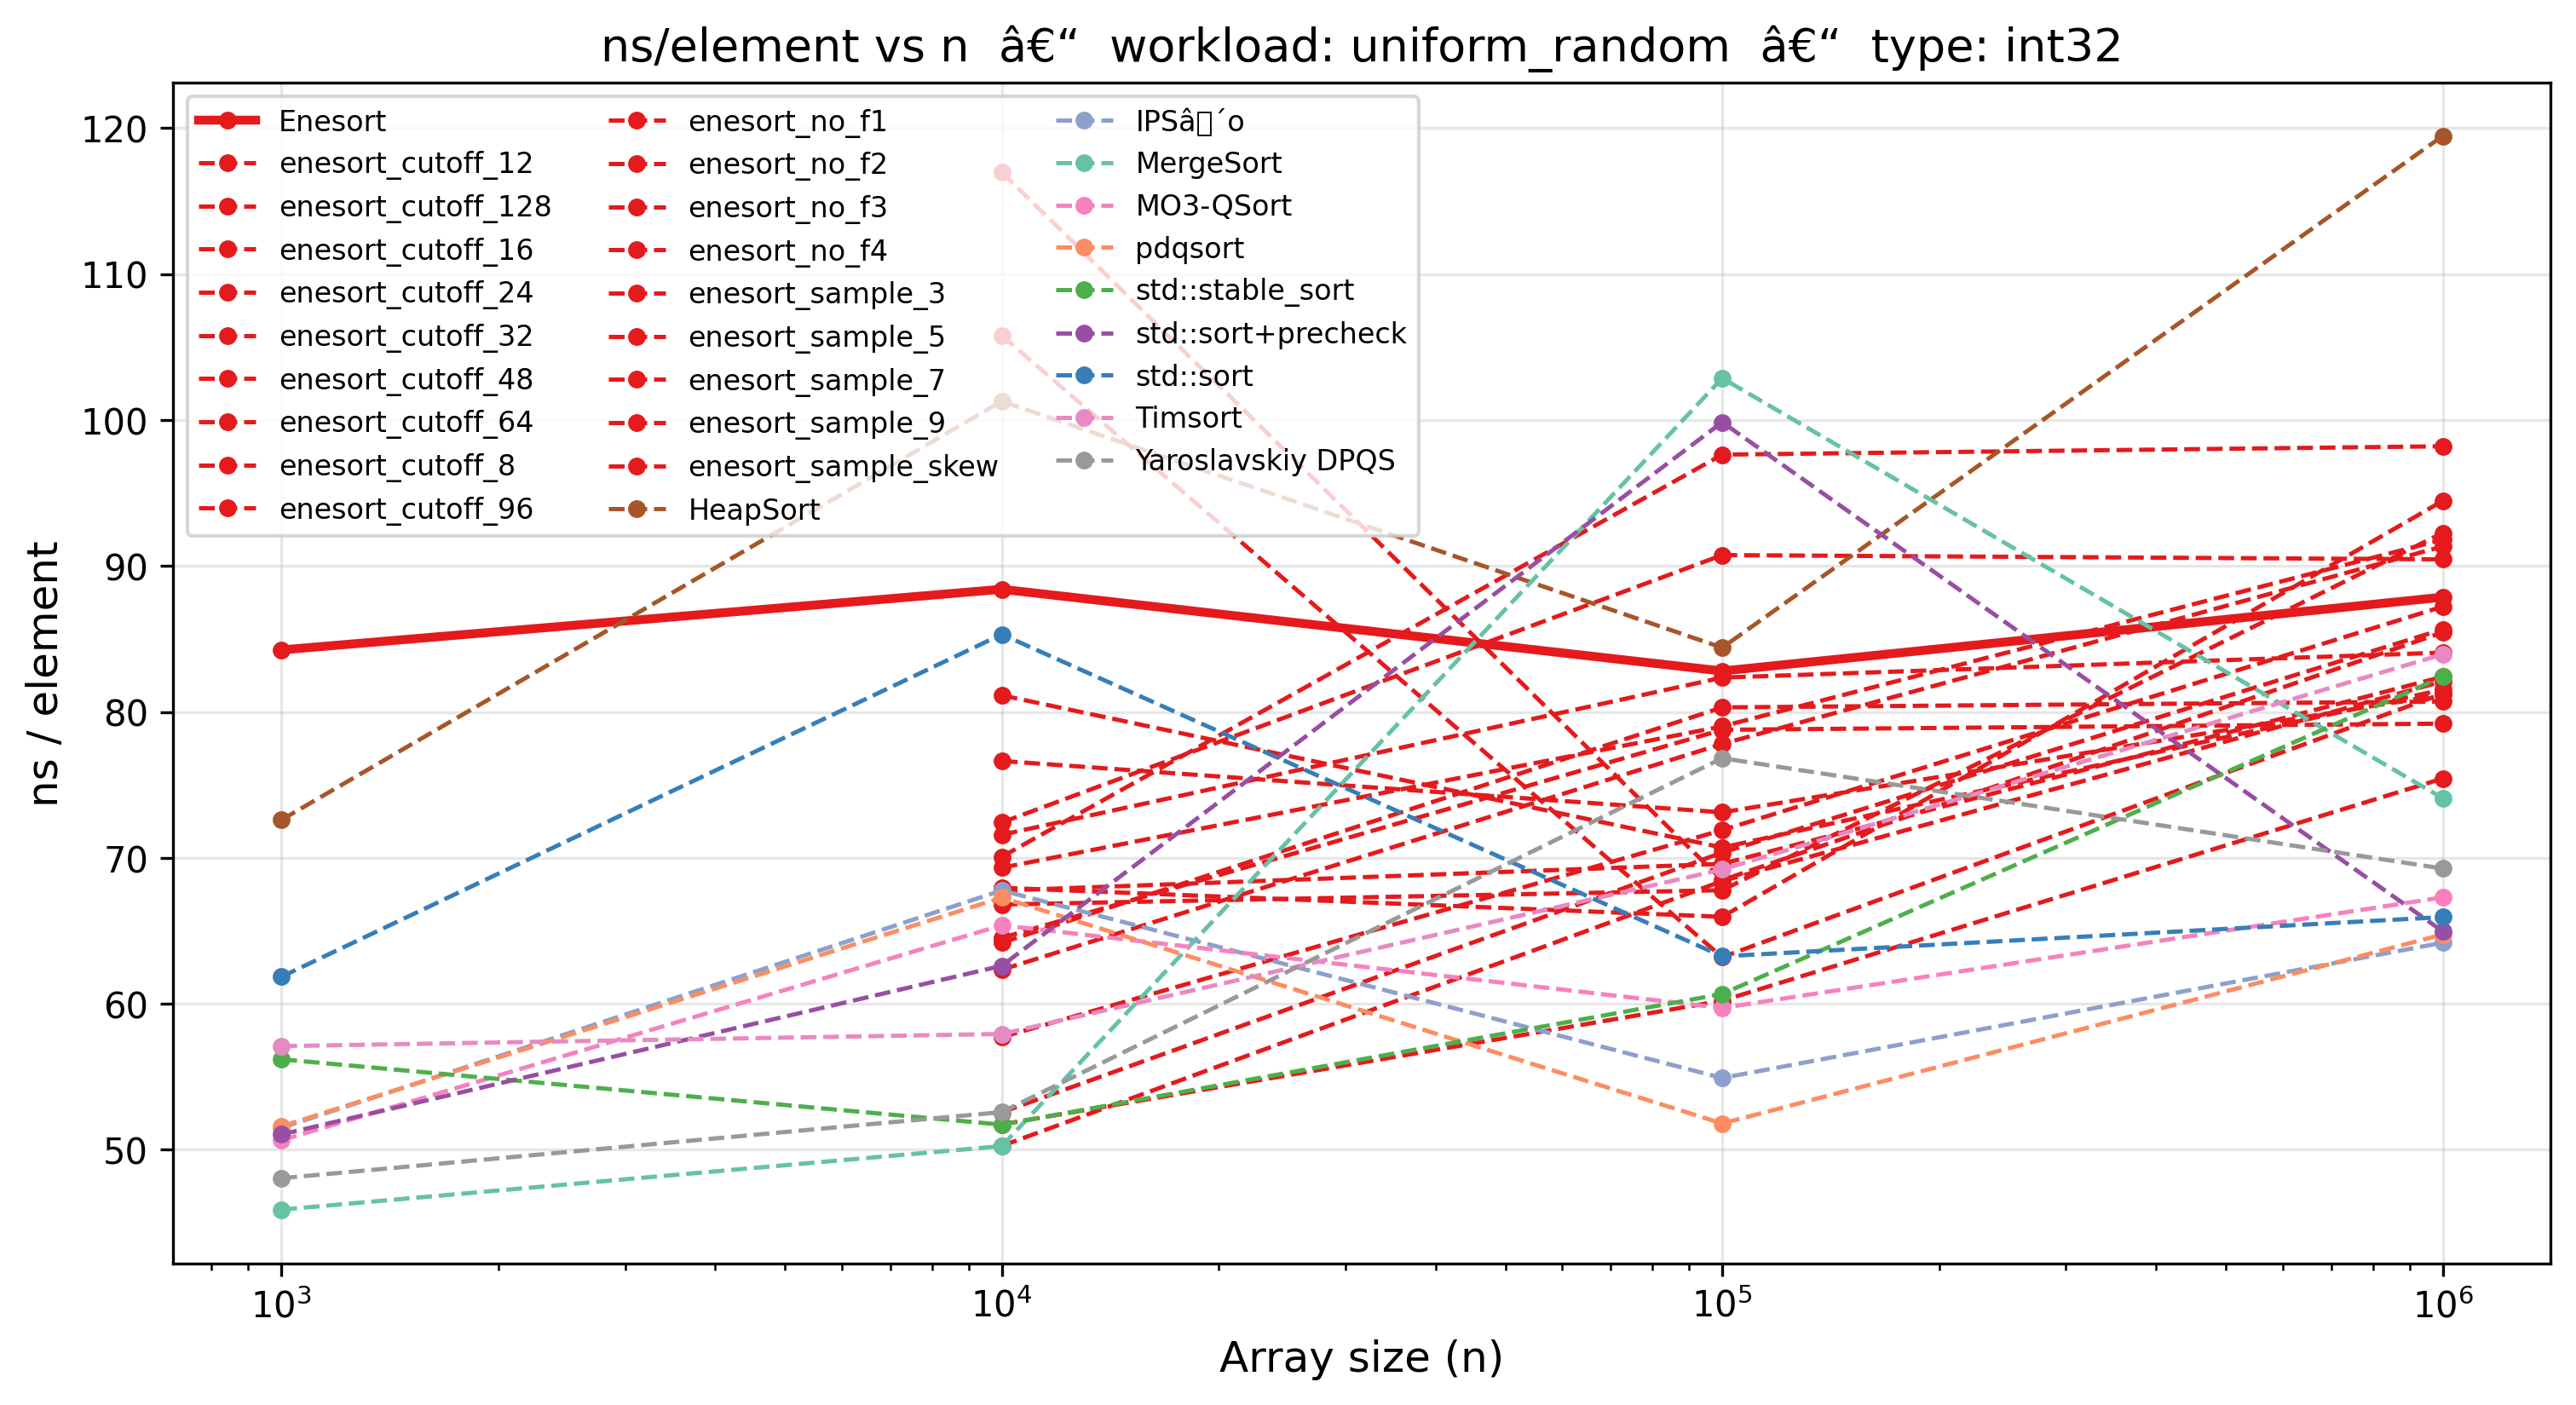 ns/element vs n  â€“  workload: uniform_random  â€“  type: int32
120
110
100
90
80
70
60
50
ns / element
Enesort
enesort_cutoff_12
enesort_cutoff_128
enesort_cutoff_16
enesort_cutoff_24
enesort_cutoff_32
enesort_cutoff_48
enesort_cutoff_64
enesort_cutoff_8
enesort_cutoff_96
enesort_no_f1
enesort_no_f2
enesort_no_f3
enesort_no_f4
enesort_sample_3
enesort_sample_5
enesort_sample_7
enesort_sample_9
enesort_sample_skew
HeapSort
IPSâ▯´o
MergeSort
MO3-QSort
pdqsort
std::stable_sort
std::sort+precheck
std::sort
Timsort
Yaroslavskiy DPQS
10³
10⁴
10⁵
10⁶
Array size (n)